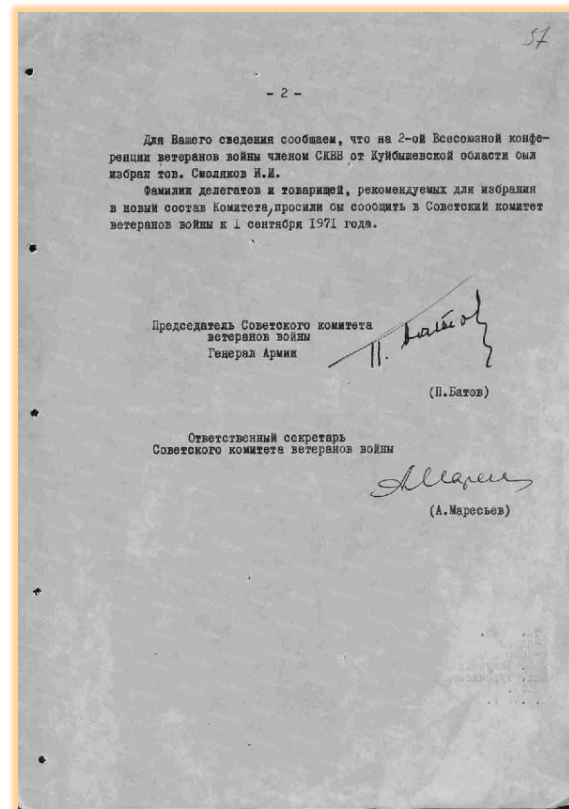 57
- 2 -
Для Вашего сведения сообщаем, что на 2-ой Всесоюзной конфе-
ренции ветеранов войны членом СКВВ от Куйбышевской области был
избран тов. Смоляков И.И.
Фамилии делегатов и товарищей, рекомендуемых для избрания
в новый состав Комитета, просили бы сообщить в Советский комитет
ветеранов войны к 1 сентября 1971 года.
Председатель Советского комитета
ветеранов войны
Генерал Армии
П. Батов
(П.Батов)
Ответственный секретарь
Советского комитета ветеранов войны
(А.Маресьев)